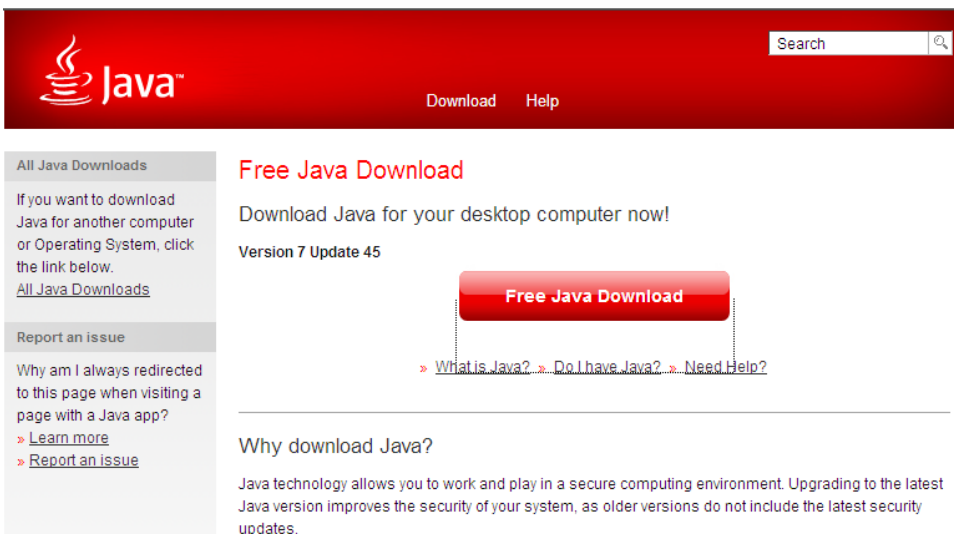 Search
Java™
Download Help
All Java Downloads
If you want to download
Java for another computer
or Operating System, click
the link below.
All Java Downloads
Report an issue
Why am I always redirected
to this page when visiting a
page with a Java app?
» Learn more
» Report an issue
Free Java Download
Download Java for your desktop computer now!
Version 7 Update 45
Free Java Download
» What is Java? » Do I have Java? » Need Help?
Why download Java?
Java technology allows you to work and play in a secure computing environment. Upgrading to the latest
Java version improves the security of your system, as older versions do not include the latest security
updates.